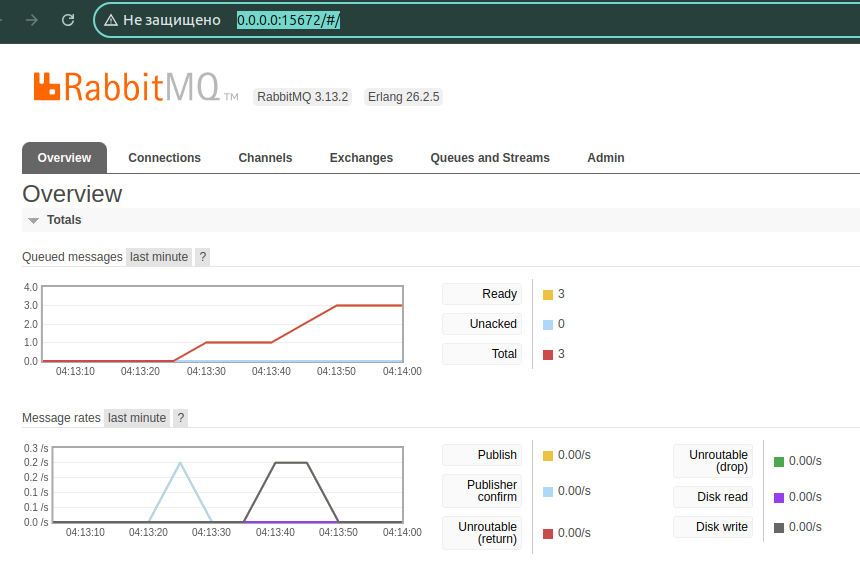 Не защищено 0.0.0.0:15672/#/
RabbitMQ TM RabbitMQ 3.13.2 Erlang 26.2.5
Overview Connections Channels Exchanges Queues and Streams Admin
Overview
Totals
Queued messages last minute ?
4.0
3.0
2.0
1.0
0.0
04:13:10 04:13:20 04:13:30 04:13:40 04:13:50 04:14:00
Ready 3
Unacked 0
Total 3
Message rates last minute ?
0.3 /s
0.2 /s
0.2 /s
0.1 /s
0.1 /s
0.0 /s
04:13:10 04:13:20 04:13:30 04:13:40 04:13:50 04:14:00
Publish 0.00/s
Publisher
confirm 0.00/s
Unroutable
(return) 0.00/s
Unroutable
(drop) 0.00/s
Disk read 0.00/s
Disk write 0.00/s